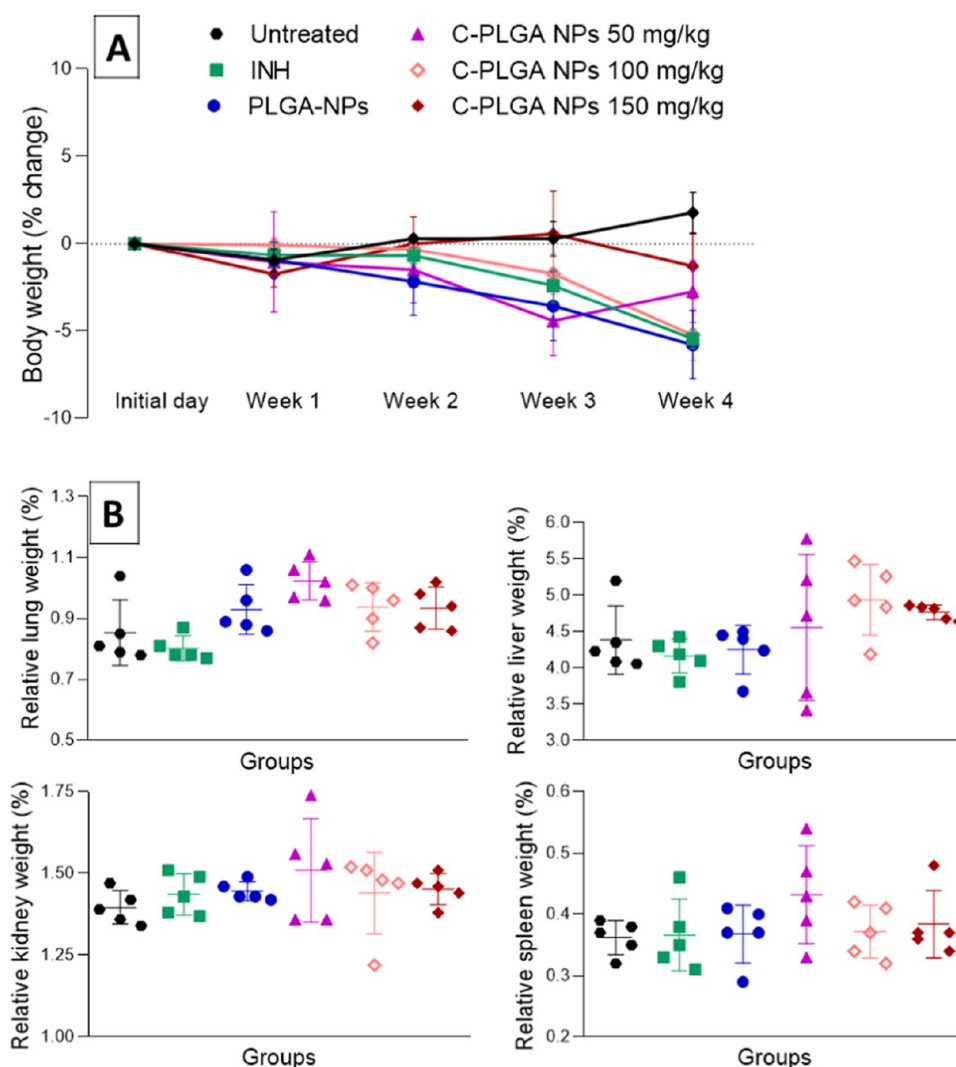 A
Untreated
C-PLGA NPs 50 mg/kg
INH
C-PLGA NPs 100 mg/kg
PLGA-NPs
C-PLGA NPs 150 mg/kg
Body weight (% change)
10
5
0
-5
-10
Initial day Week 1 Week 2 Week 3 Week 4
B
Relative lung weight (%)
1.3
1.1
0.9
0.7
0.5
Groups
Relative liver weight (%)
6.0
5.5
5.0
4.5
4.0
3.5
3.0
Groups
Relative kidney weight (%)
1.75
1.50
1.25
1.00
Groups
Relative spleen weight (%)
0.6
0.5
0.4
0.3
0.2
Groups